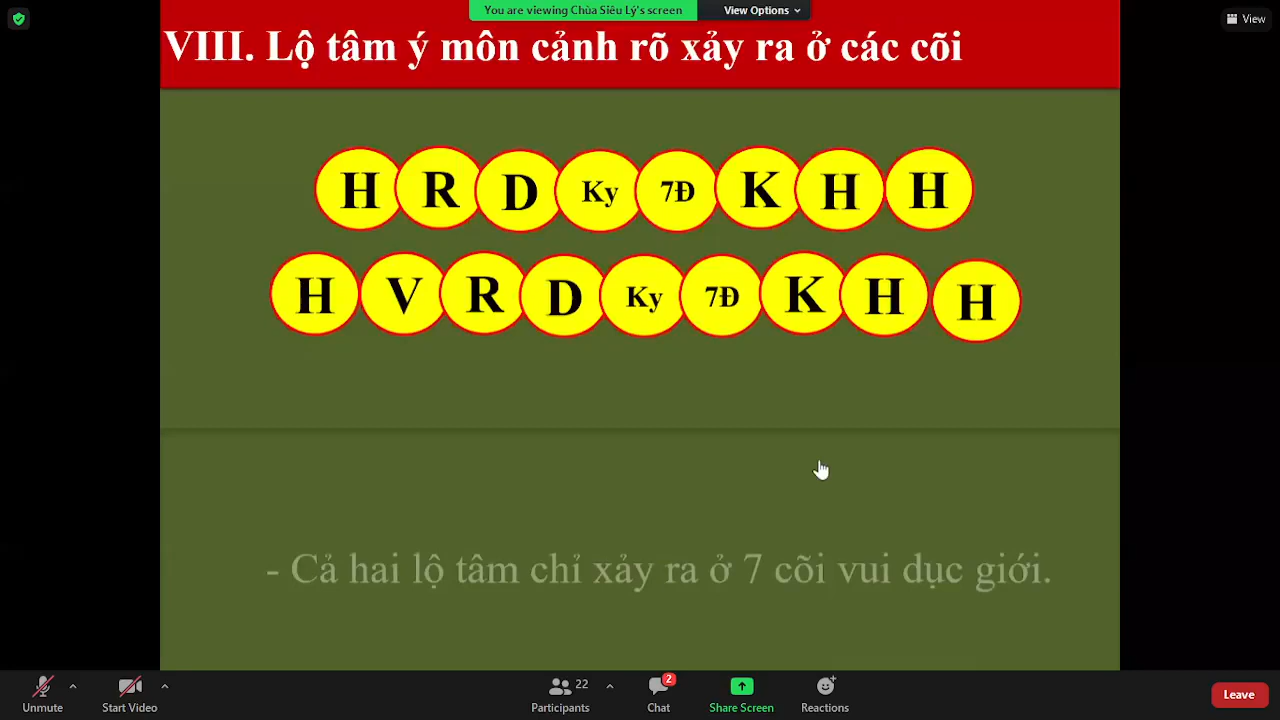 You are viewing Chùa Siêu Lý's screen
View Options
View
VIII. Lộ tâm ý môn cảnh rõ xảy ra ở các cõi
H R D Ky 7Đ K H H
H V R D Ky 7Đ K H H
- Cả hai lộ tâm chỉ xảy ra ở 7 cõi vui dục giới.
Unmute
Start Video
22
Participants
2
Chat
Share Screen
Reactions
Leave